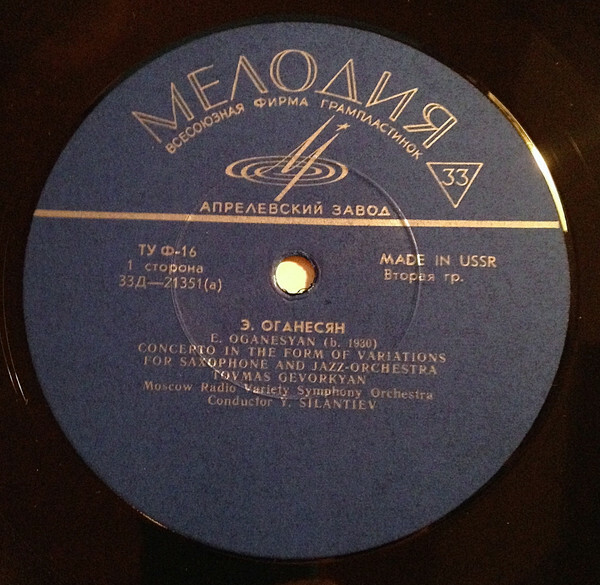 МЕЛОДИЯ
ВСЕСОЮЗНАЯ ФИРМА ГРАМПЛАСТИНОК
33
АПРЕЛЕВСКИЙ ЗАВОД
ТУ Ф-16
1 сторона
33Д—21351(а)
MADE IN USSR
Вторая гр.
Э. ОГАНЕСЯН
E. OGANESYAN (b. 1930)
CONCERTO IN THE FORM OF VARIATIONS
FOR SAXOPHONE AND JAZZ-ORCHESTRA
TOVMAS GEVORKYAN
Moscow Radio Variety Symphony Orchestra
Conductor Y. SILANTIEV